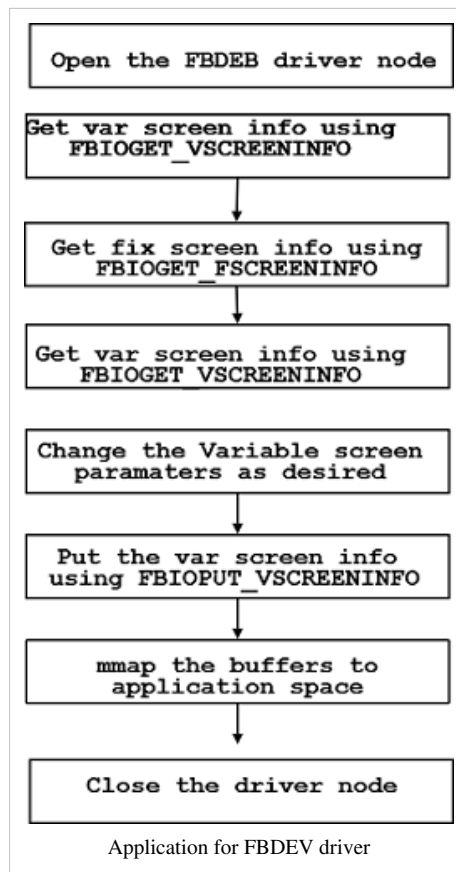 Open the FBDEB driver node
Get var screen info using
FBIOGET_VSCREENINFO
Get fix screen info using
FBIOGET_FSCREENINFO
Get var screen info using
FBIOGET_VSCREENINFO
Change the Variable screen
paramaters as desired
Put the var screen info
using FBIOPUT_VSCREENINFO
mmap the buffers to
application space
Close the driver node
Application for FBDEV driver